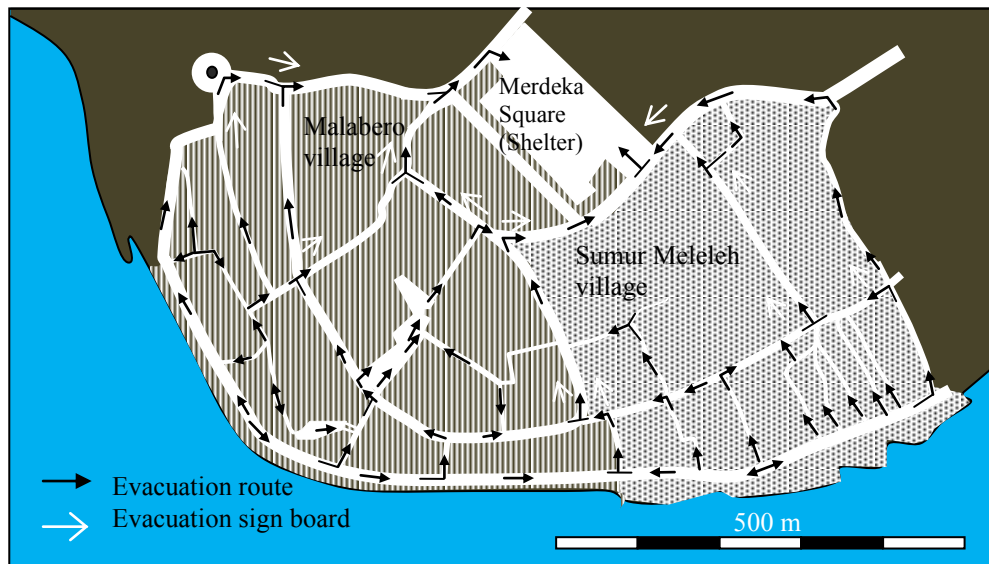 Merdeka
Square
(Shelter)
Malabero
village
Sumur Meleleh
village
Evacuation route
Evacuation sign board
500 m